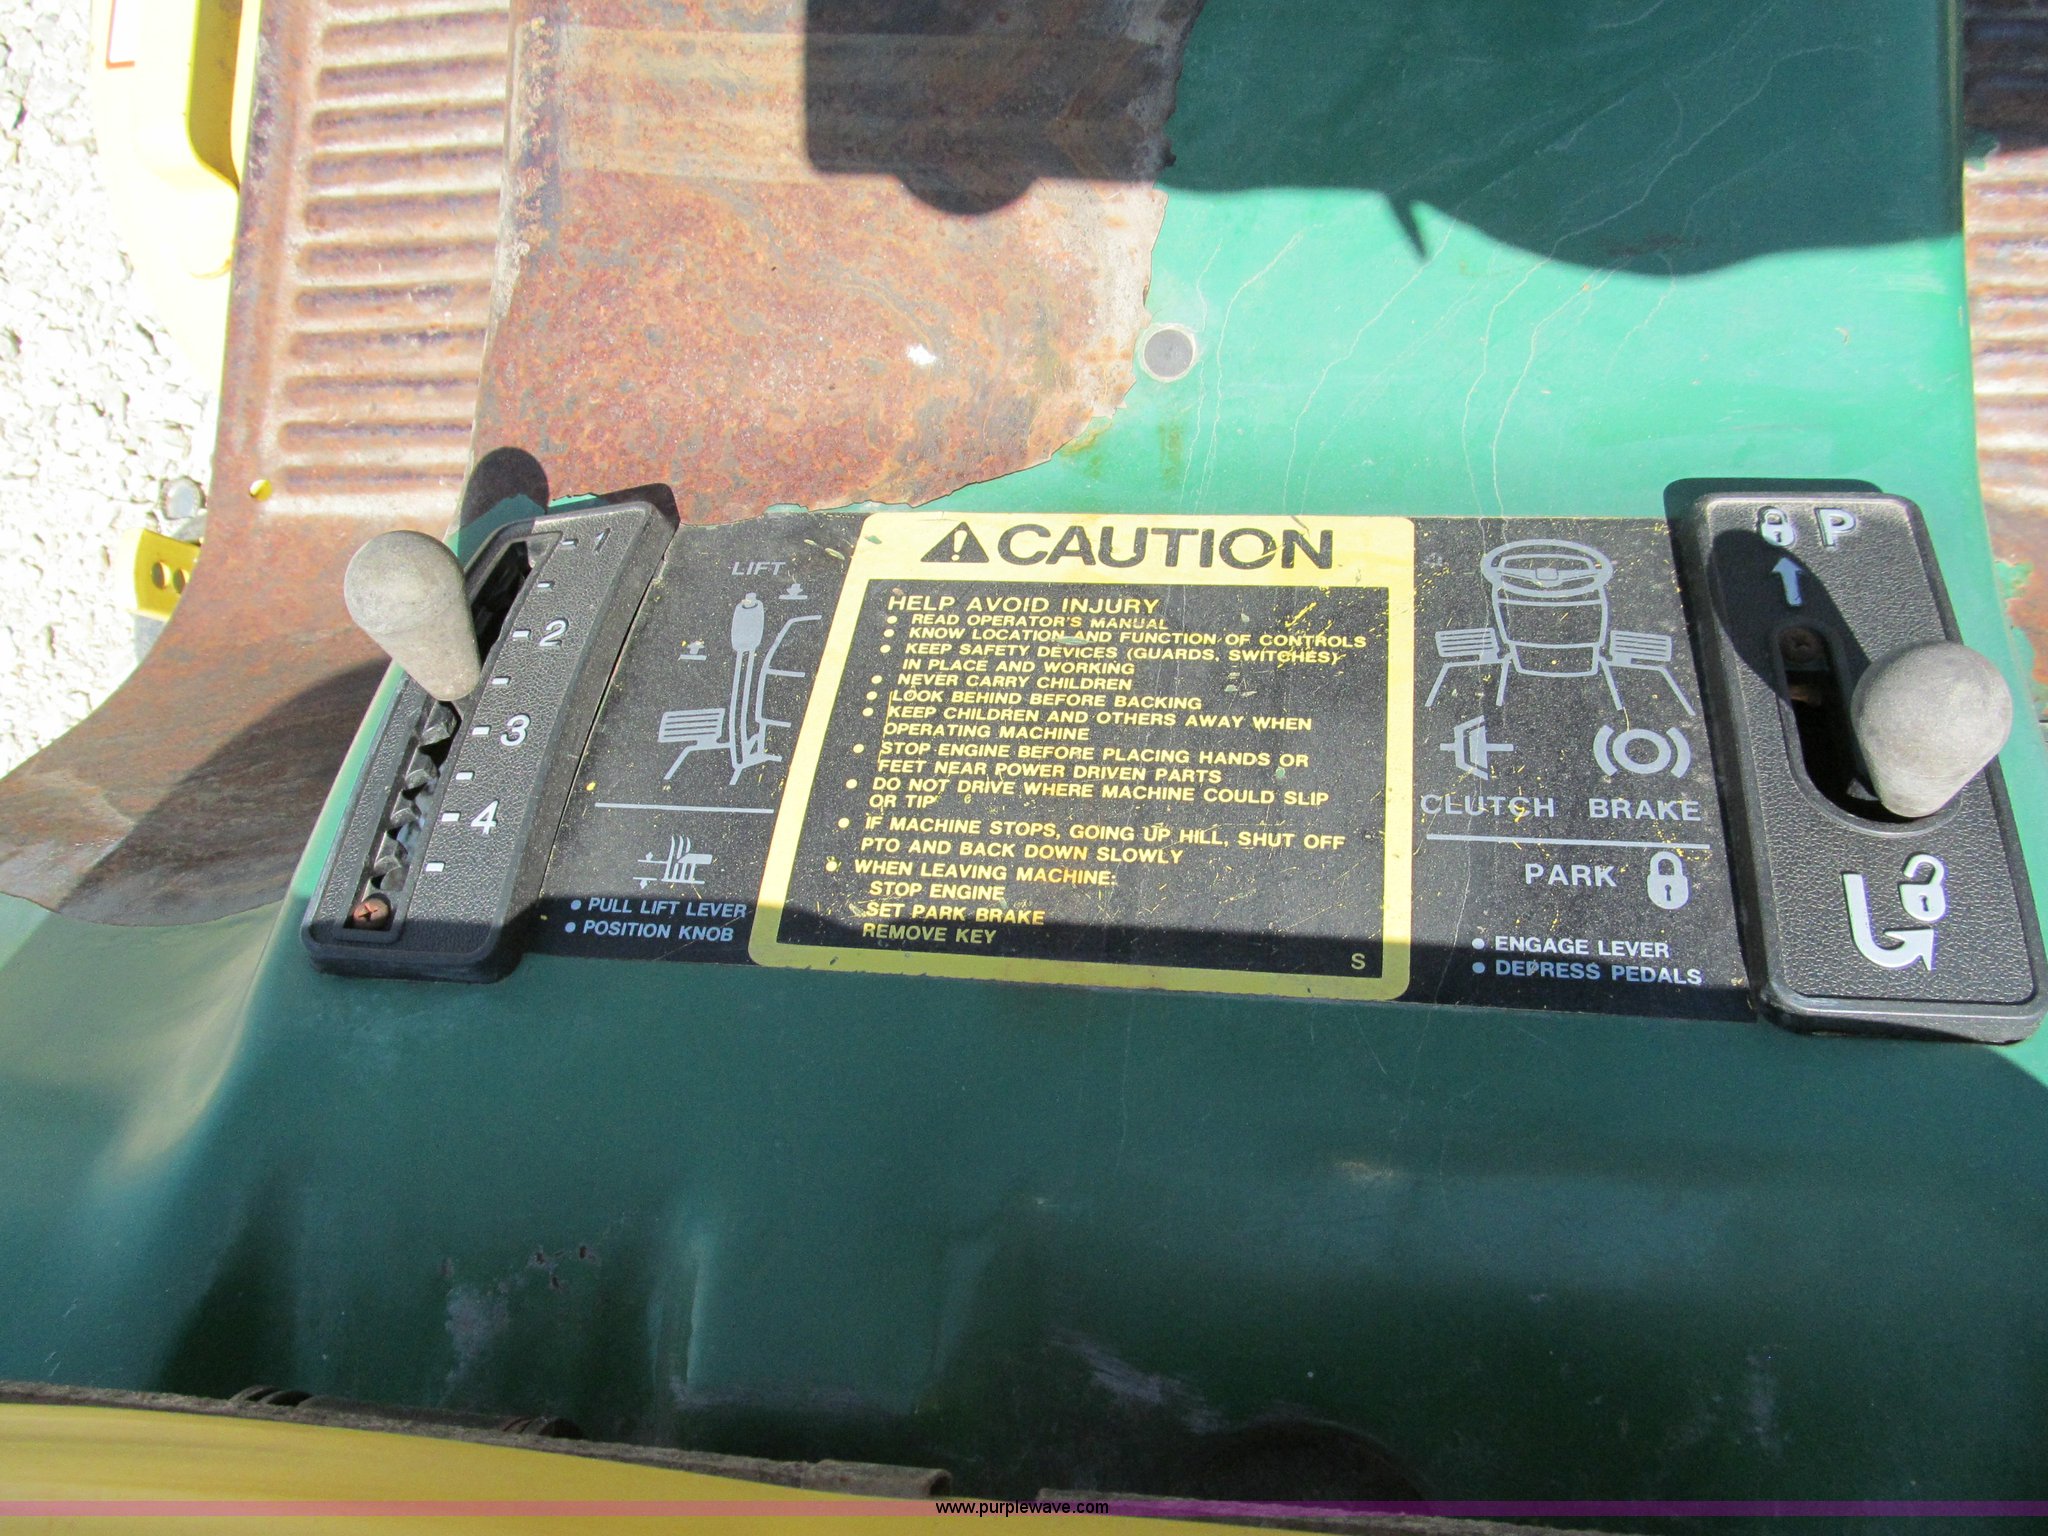 1
2
3
4
LIFT
• PULL LIFT LEVER
• POSITION KNOB
CAUTION
HELP AVOID INJURY
• READ OPERATOR'S MANUAL
• KNOW LOCATION AND FUNCTION OF CONTROLS
• KEEP SAFETY DEVICES (GUARDS, SWITCHES)
IN PLACE AND WORKING
• NEVER CARRY CHILDREN
• LOOK BEHIND BEFORE BACKING
• KEEP CHILDREN AND OTHERS AWAY WHEN
OPERATING MACHINE
• STOP ENGINE BEFORE PLACING HANDS OR
FEET NEAR POWER DRIVEN PARTS
• DO NOT DRIVE WHERE MACHINE COULD SLIP
OR TIP
• IF MACHINE STOPS, GOING UP HILL, SHUT OFF
PTO AND BACK DOWN SLOWLY
• WHEN LEAVING MACHINE:
STOP ENGINE
SET PARK BRAKE
REMOVE KEY
S
CLUTCH BRAKE
PARK
• ENGAGE LEVER
• DEPRESS PEDALS
P
www.purplewave.com